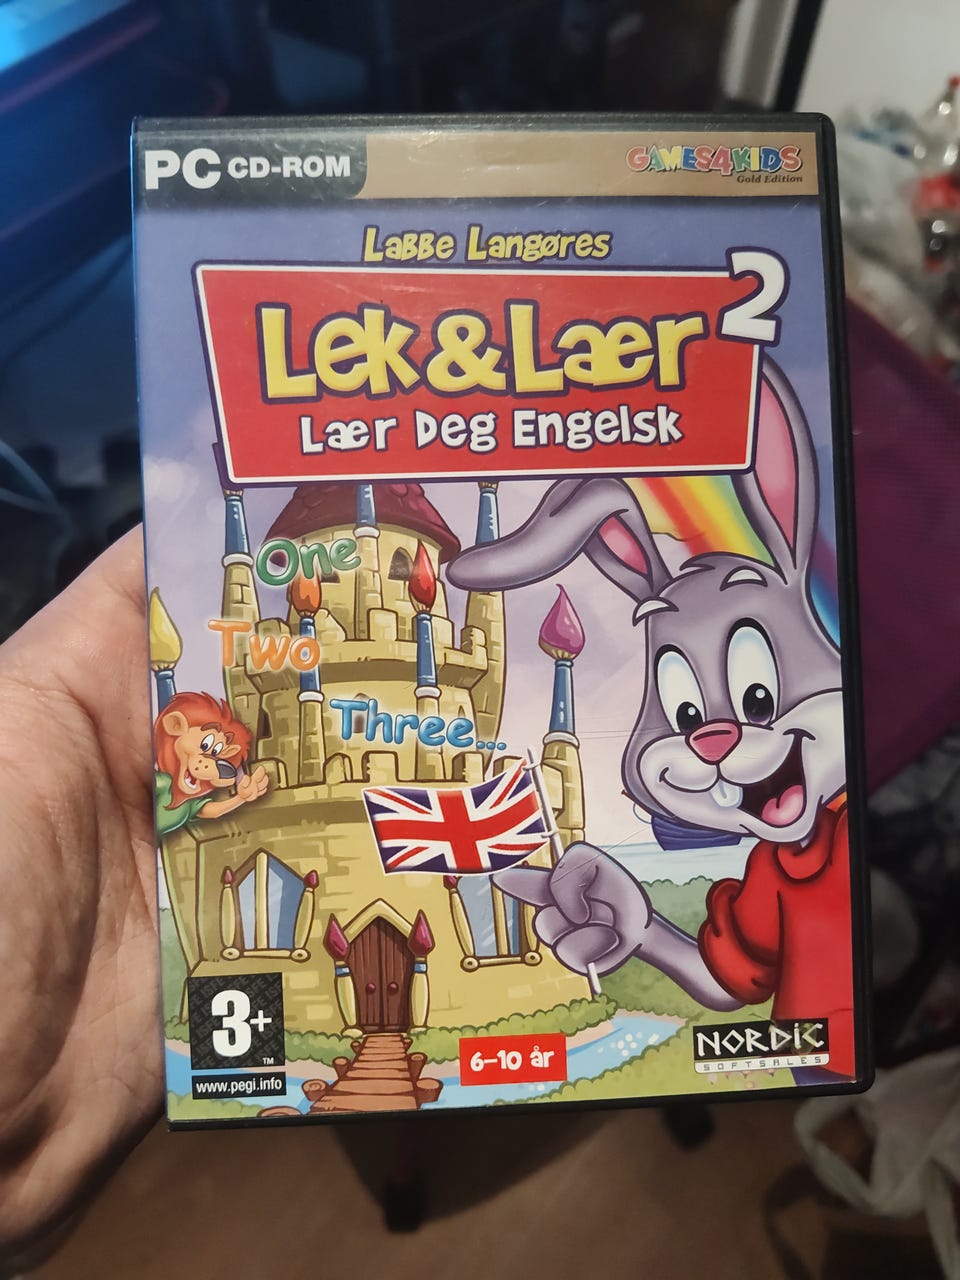 PC CD-ROM
GAMES4KIDS
Gold Edition
Labbe Langøres
Lek & Lær 2
Lær Deg Engelsk
One
Two
Three...
3+
TM
www.pegi.info
6-10 år
NORDIC
SOFTSALES